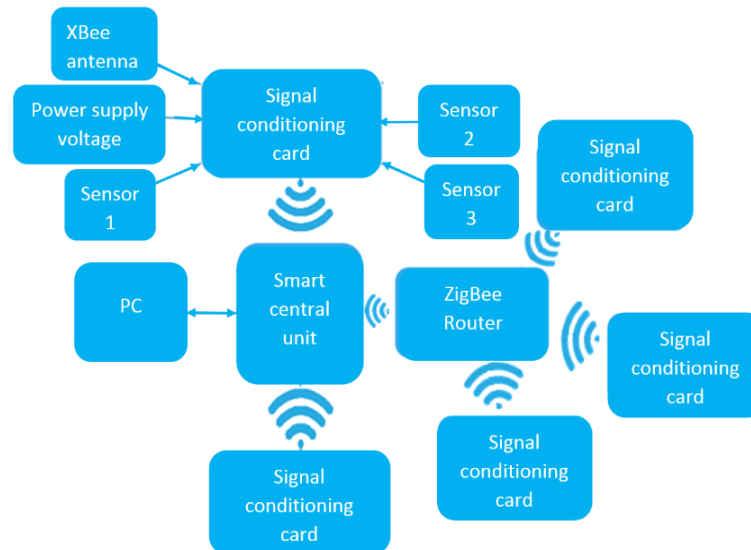 XBee
antenna
Power supply
voltage
Sensor
1
Signal
conditioning
card
Sensor
2
Sensor
3
Signal
conditioning
card
PC
Smart
central
unit
ZigBee
Router
Signal
conditioning
card
Signal
conditioning
card
Signal
conditioning
card